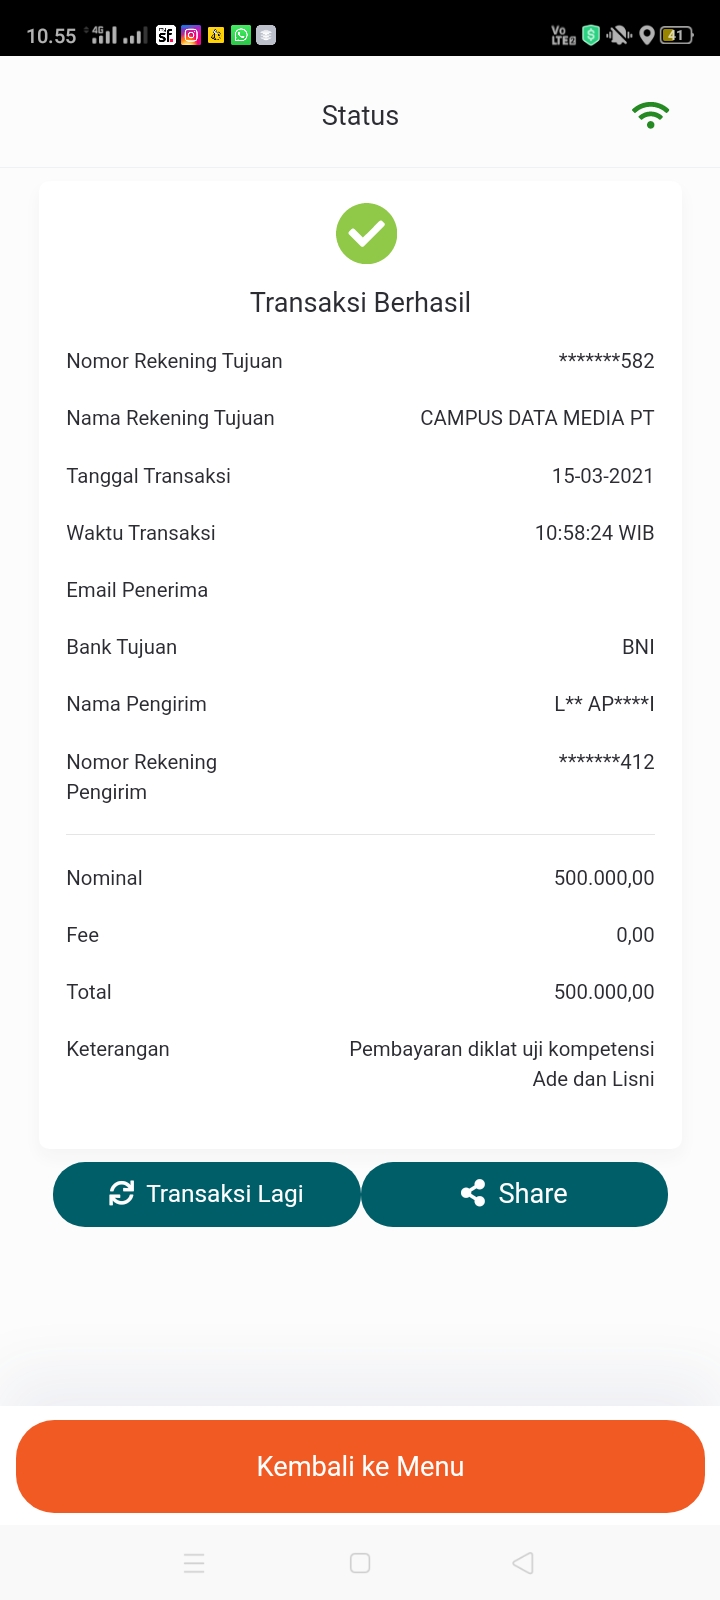 10.55
4G
SF.
Vo
LTE2
41
Status
Transaksi Berhasil
Nomor Rekening Tujuan *******582
Nama Rekening Tujuan CAMPUS DATA MEDIA PT
Tanggal Transaksi 15-03-2021
Waktu Transaksi 10:58:24 WIB
Email Penerima
Bank Tujuan BNI
Nama Pengirim L** AP****I
Nomor Rekening *******412
Pengirim
Nominal 500.000,00
Fee 0,00
Total 500.000,00
Keterangan Pembayaran diklat uji kompetensi
Ade dan Lisni
Transaksi Lagi
Share
Kembali ke Menu